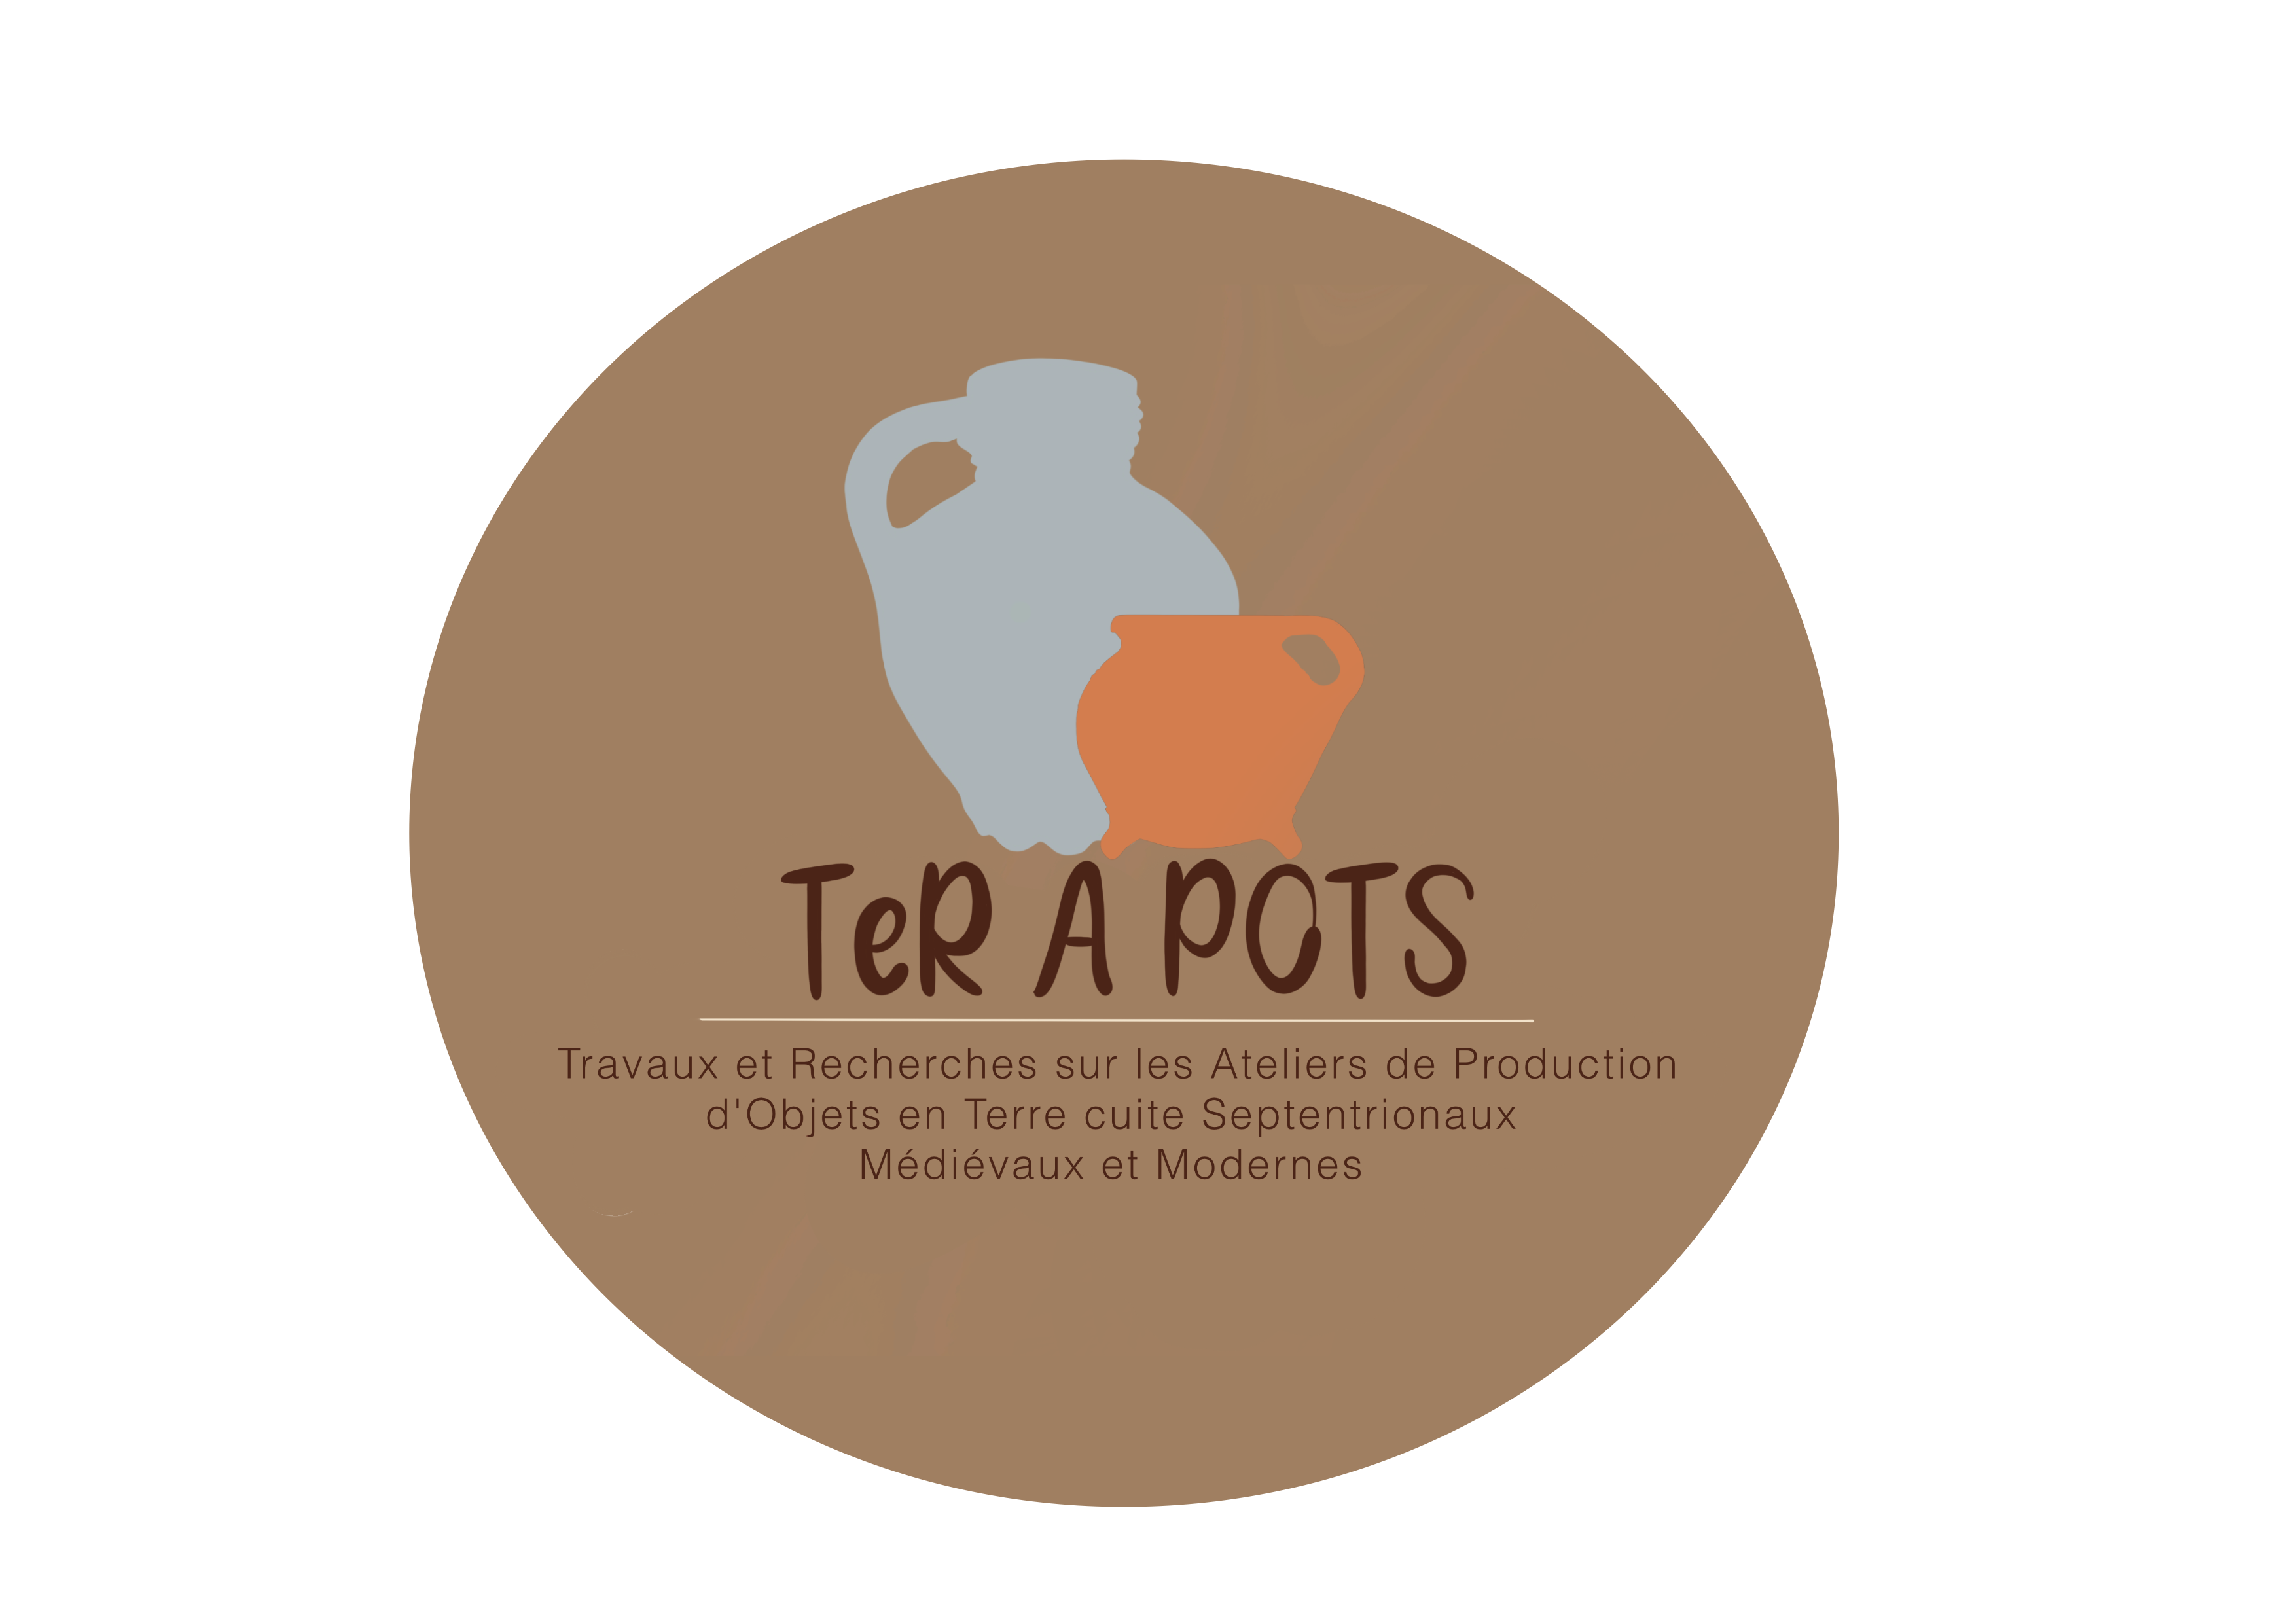 TeR A POTS
Travaux et Recherches sur les Ateliers de Production
d'Objets en Terre cuite Septentrionaux
Médiévaux et Modernes